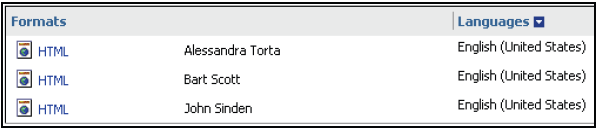 Formats Languages
HTML Alessandra Torta English (United States)
HTML Bart Scott English (United States)
HTML John Sinden English (United States)